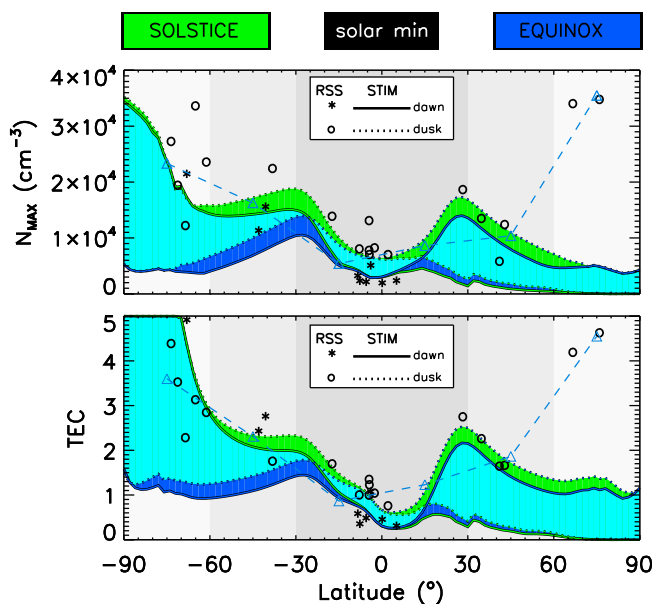 SOLSTICE solar min EQUINOX
4×10⁴
3×10⁴
2×10⁴
1×10⁴
0
N_MAX (cm⁻³)
RSS STIM
* dawn
o dusk
5
4
3
2
1
0
TEC
RSS STIM
* dawn
o dusk
−90 −60 −30 0 30 60 90
Latitude (°)